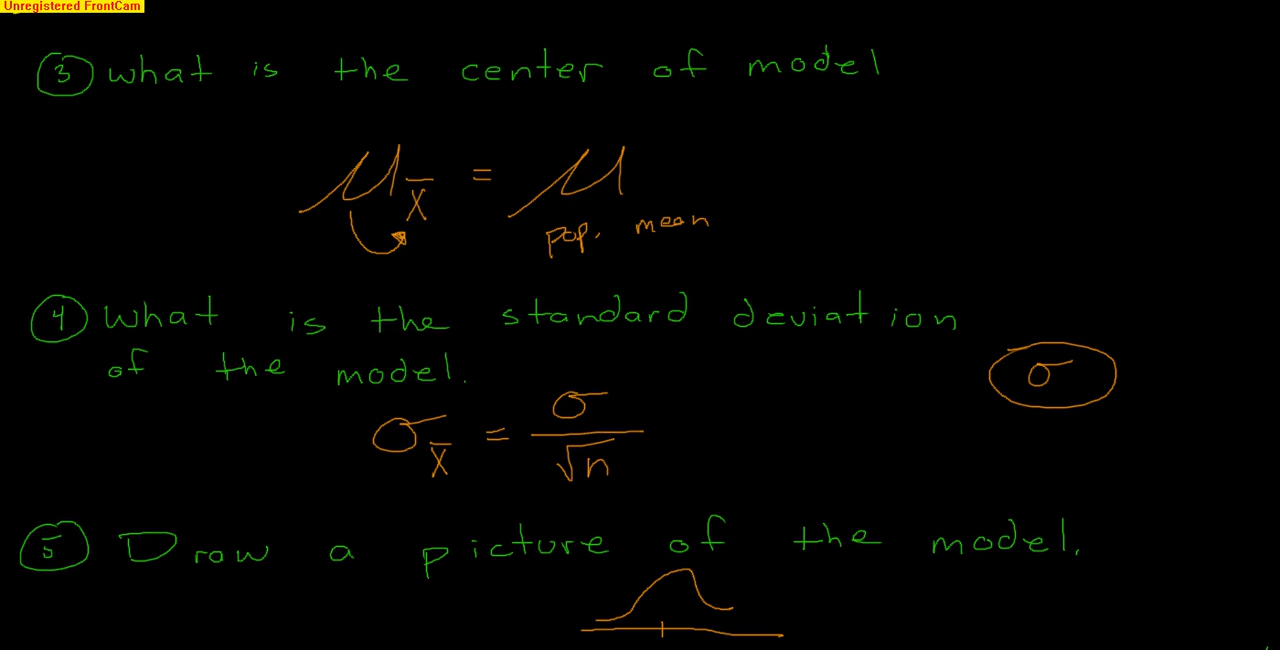 Unregistered FrontCam
③ what is the center of model
μ_x̄ = μ
pop. mean
④ what is the standard deviation
of the model.
σ
σ_x̄ = σ/√n
⑤ Draw a picture of the model.